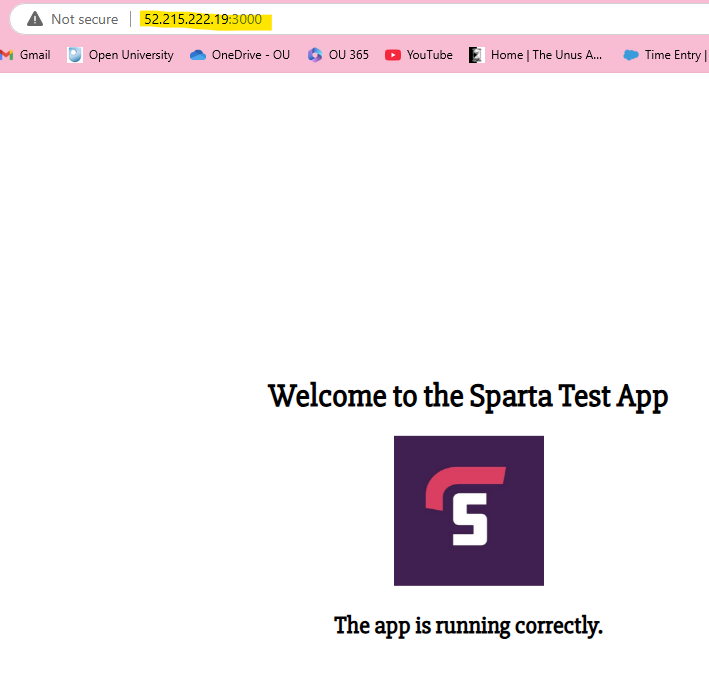 Not secure 52.215.222.19:3000
Gmail Open University OneDrive - OU OU 365 YouTube Home | The Unus A... Time Entry |
Welcome to the Sparta Test App
S
The app is running correctly.